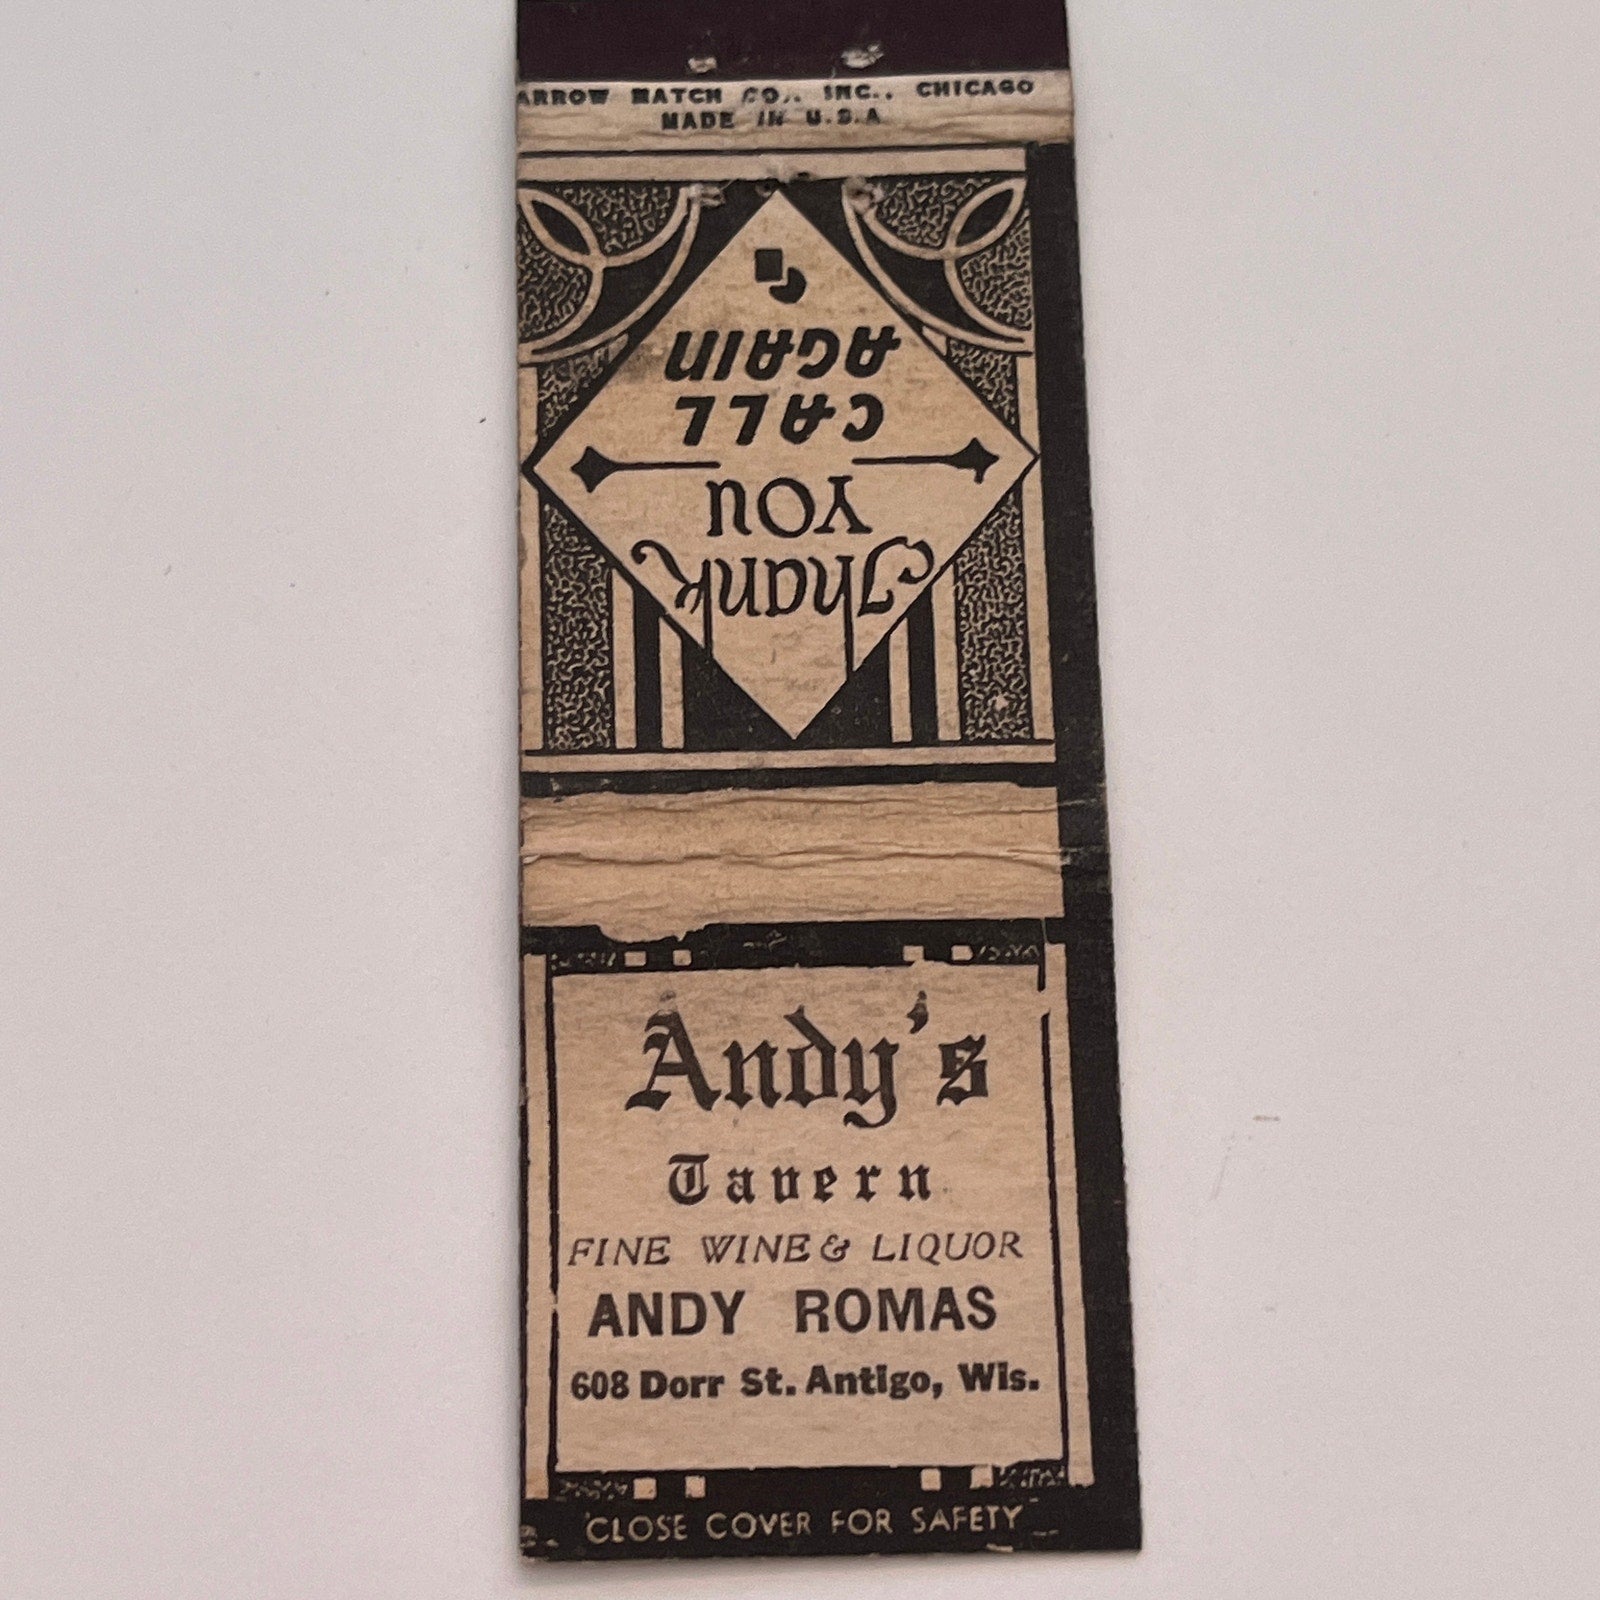 ARROW MATCH CO., INC., CHICAGO
MADE IN U.S.A
Thank
YOU
CALL
AGAIN
Andy's
Tavern
FINE WINE & LIQUOR
ANDY ROMAS
608 Dorr St. Antigo, Wis.
CLOSE COVER FOR SAFETY